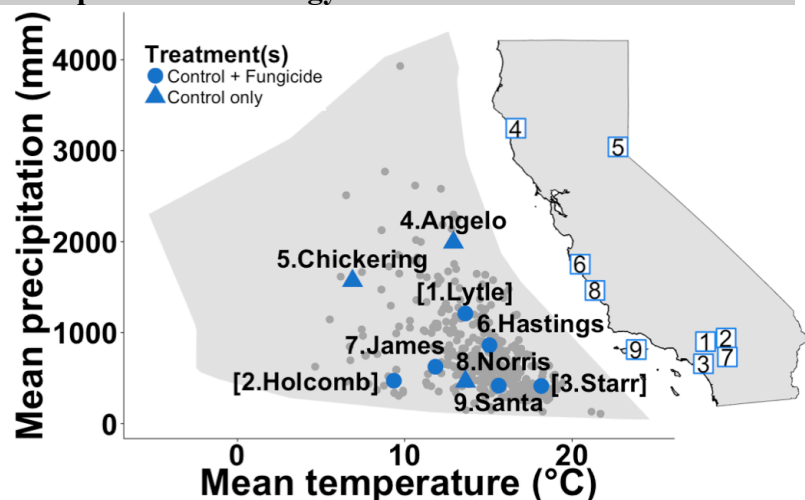 Mean precipitation (mm)
4000
3000
2000
1000
0
Treatment(s)
Control + Fungicide
Control only
4.Angelo
5.Chickering
[1.Lytle]
6.Hastings
7.James
8.Norris
[2.Holcomb]
[3.Starr]
9.Santa
0
10
20
Mean temperature (°C)
4
5
6
8
9
1
2
3
7